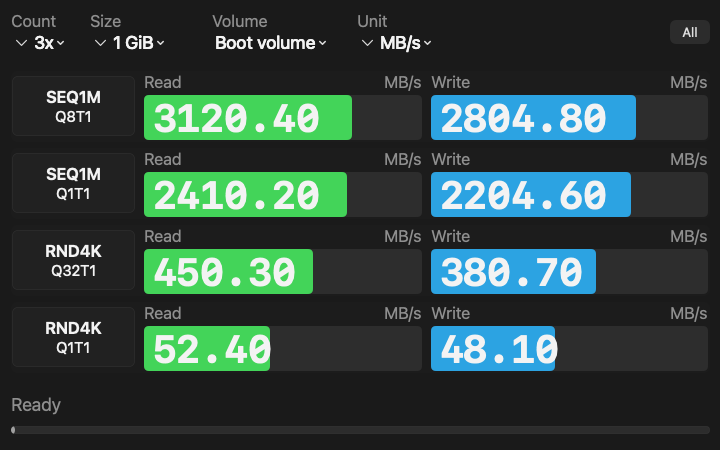 Count Size Volume Unit
3x 1 GiB Boot volume MB/s All
Read MB/s Write MB/s
SEQ1M
Q8T1
3120.40 2804.80
Read MB/s Write MB/s
SEQ1M
Q1T1
2410.20 2204.60
Read MB/s Write MB/s
RND4K
Q32T1
450.30 380.70
Read MB/s Write MB/s
RND4K
Q1T1
52.40 48.10
Ready